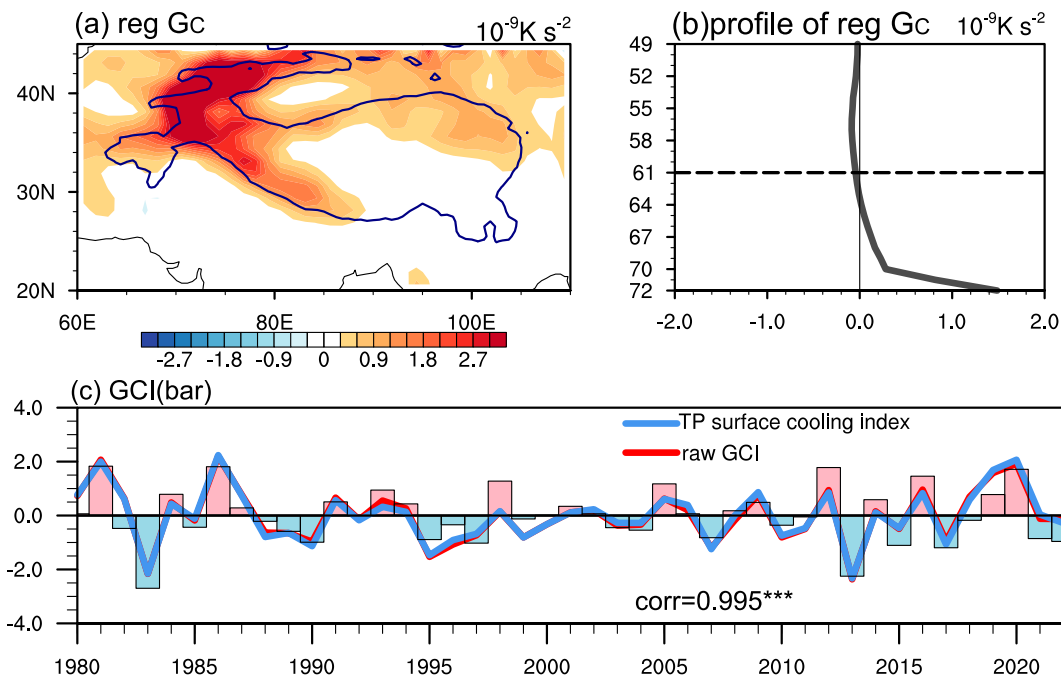 (a) reg Gc 10⁻⁹K s⁻²
40N
30N
20N
60E 80E 100E
-2.7 -1.8 -0.9 0 0.9 1.8 2.7
(b)profile of reg Gc 10⁻⁹K s⁻²
49
52
55
58
61
64
67
70
72
-2.0 -1.0 0.0 1.0 2.0
(c) GCI(bar)
4.0
2.0
0.0
-2.0
-4.0
TP surface cooling index
raw GCI
corr=0.995***
1980 1985 1990 1995 2000 2005 2010 2015 2020